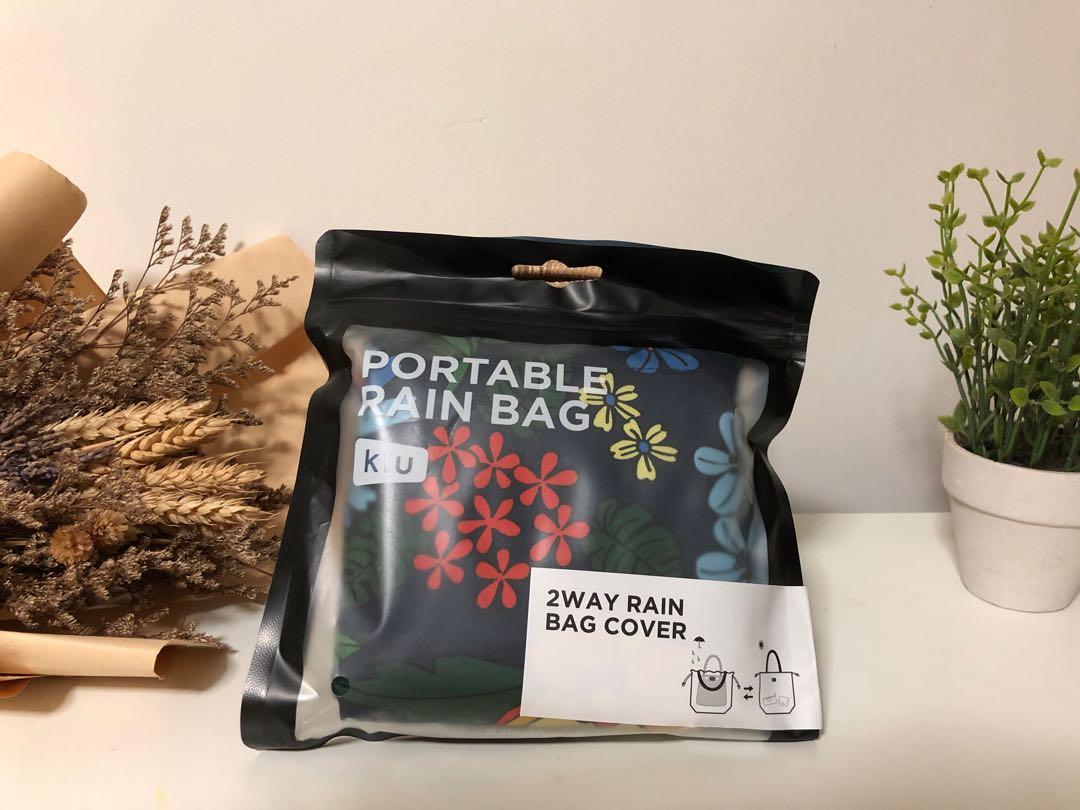 PORTABLE
RAIN BAG
kiu
2WAY RAIN
BAG COVER